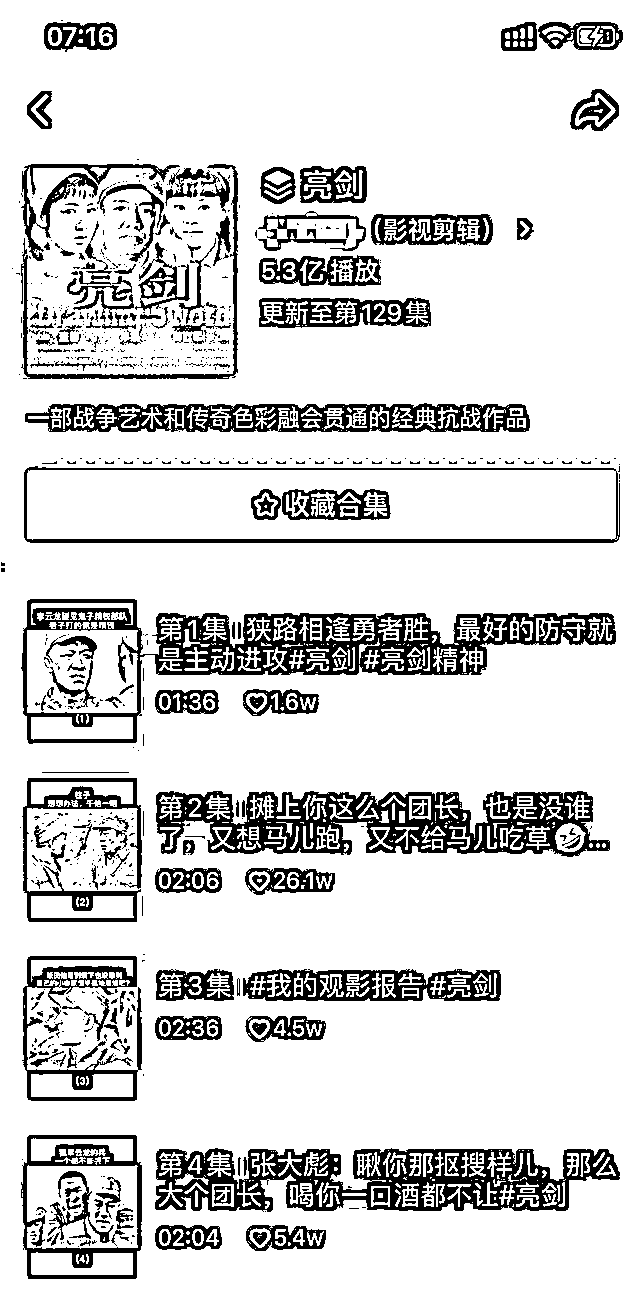 07:16
亮剑
（影视剪辑）
5.3亿播放
更新至第129集
亮剑
Drawing Sword
一部战争艺术和传奇色彩融会贯通的经典抗战作品
收藏合集
第1集 | 狭路相逢勇者胜，最好的防守就
是主动进攻#亮剑 #亮剑精神
01:36 1.6w
(1)
第2集 | 摊上你这么个团长，也是没谁
了，又想马儿跑，又不给马儿吃草🤣...
02:06 26.1w
(2)
第3集 | #我的观影报告 #亮剑
02:36 4.5w
(3)
第4集 | 张大彪：瞅你那抠搜样儿，那么
大个团长，喝你一口酒都不让#亮剑
02:04 5.4w
(4)